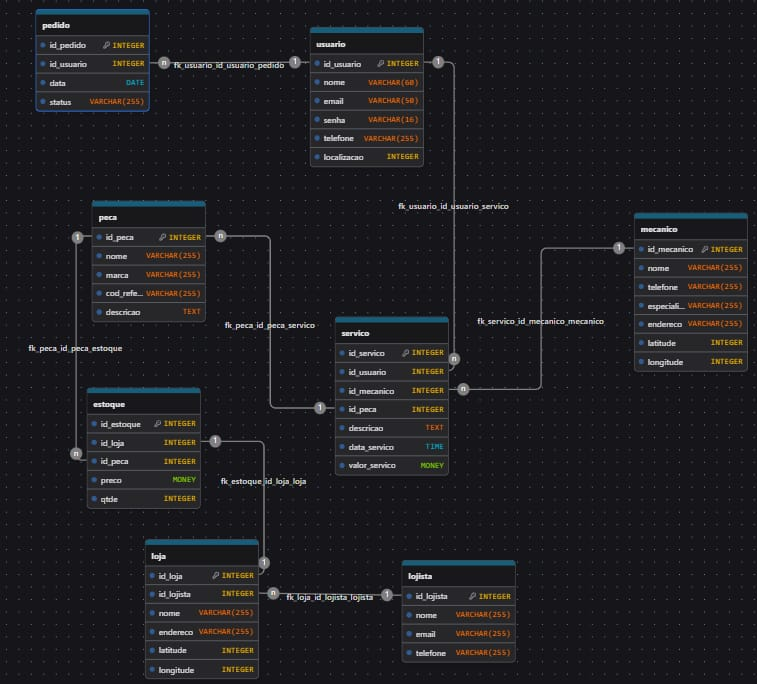 pedido
id_pedido INTEGER
id_usuario INTEGER
data DATE
status VARCHAR(255)
n fk_usuario_id_usuario_pedido 1
usuario
id_usuario INTEGER 1
nome VARCHAR(60)
email VARCHAR(50)
senha VARCHAR(16)
telefone VARCHAR(255)
localizacao INTEGER
fk_usuario_id_usuario_servico
peca
1 id_peca INTEGER n
nome VARCHAR(255)
marca VARCHAR(255)
cod_refe... VARCHAR(255)
descricao TEXT
mecanico
1 id_mecanico INTEGER
nome VARCHAR(255)
telefone VARCHAR(255)
especiali... VARCHAR(255)
endereco VARCHAR(255)
latitude INTEGER
longitude INTEGER
fk_peca_id_peca_servico
fk_servico_id_mecanico_mecanico
fk_peca_id_peca_estoque
servico
id_servico INTEGER n
id_usuario INTEGER
id_mecanico INTEGER n
1 id_peca INTEGER
descricao TEXT
data_servico TIME
valor_servico MONEY
estoque
id_estoque INTEGER
id_loja INTEGER 1
n id_peca INTEGER
preco MONEY
qtde INTEGER
fk_estoque_id_loja_loja
loja
1
id_loja INTEGER
id_lojista INTEGER
nome VARCHAR(255)
endereco VARCHAR(255)
latitude INTEGER
longitude INTEGER
n fk_loja_id_lojista_lojista 1
lojista
id_lojista INTEGER
nome VARCHAR(255)
email VARCHAR(255)
telefone VARCHAR(255)